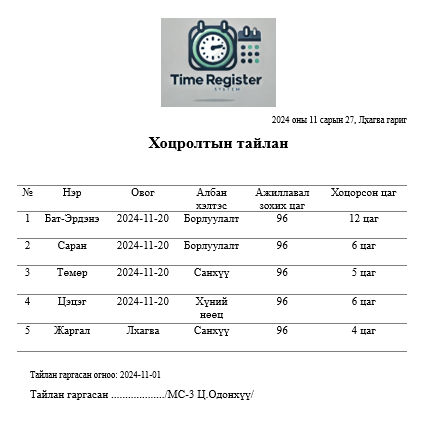 Time Register
SYSTEM
2024 оны 11 сарын 27, Лхагва гариг
Хоцролтын тайлан
№ Нэр Овог Албан хэлтэс Ажиллавал зохих цаг Хоцорсон цаг
1 Бат-Эрдэнэ 2024-11-20 Борлуулалт 96 12 цаг
2 Саран 2024-11-20 Борлуулалт 96 6 цаг
3 Төмөр 2024-11-20 Санхүү 96 5 цаг
4 Цэцэг 2024-11-20 Хүний нөөц 96 6 цаг
5 Жаргал Лхагва Санхүү 96 4 цаг
Тайлан гаргасан огноо: 2024-11-01
Тайлан гаргасан ..................../МС-3 Ц.Одонхүү/